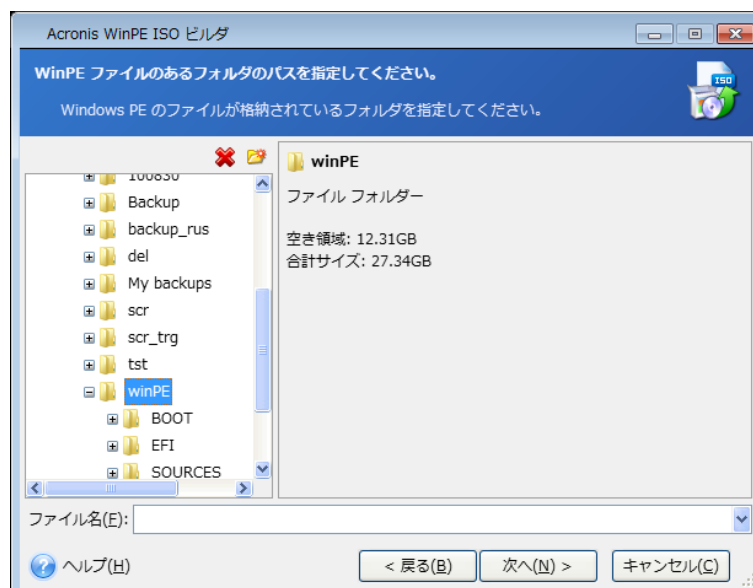 Acronis WinPE ISO ビルダ
WinPE ファイルのあるフォルダのパスを指定してください。
Windows PE のファイルが格納されているフォルダを指定してください。
ISO
100830
Backup
backup_rus
del
My backups
scr
scr_trg
tst
winPE
BOOT
EFI
SOURCES
winPE
ファイル フォルダー
空き領域: 12.31GB
合計サイズ: 27.34GB
ファイル名(F):
ヘルプ(H)
< 戻る(B)
次へ(N) >
キャンセル(C)